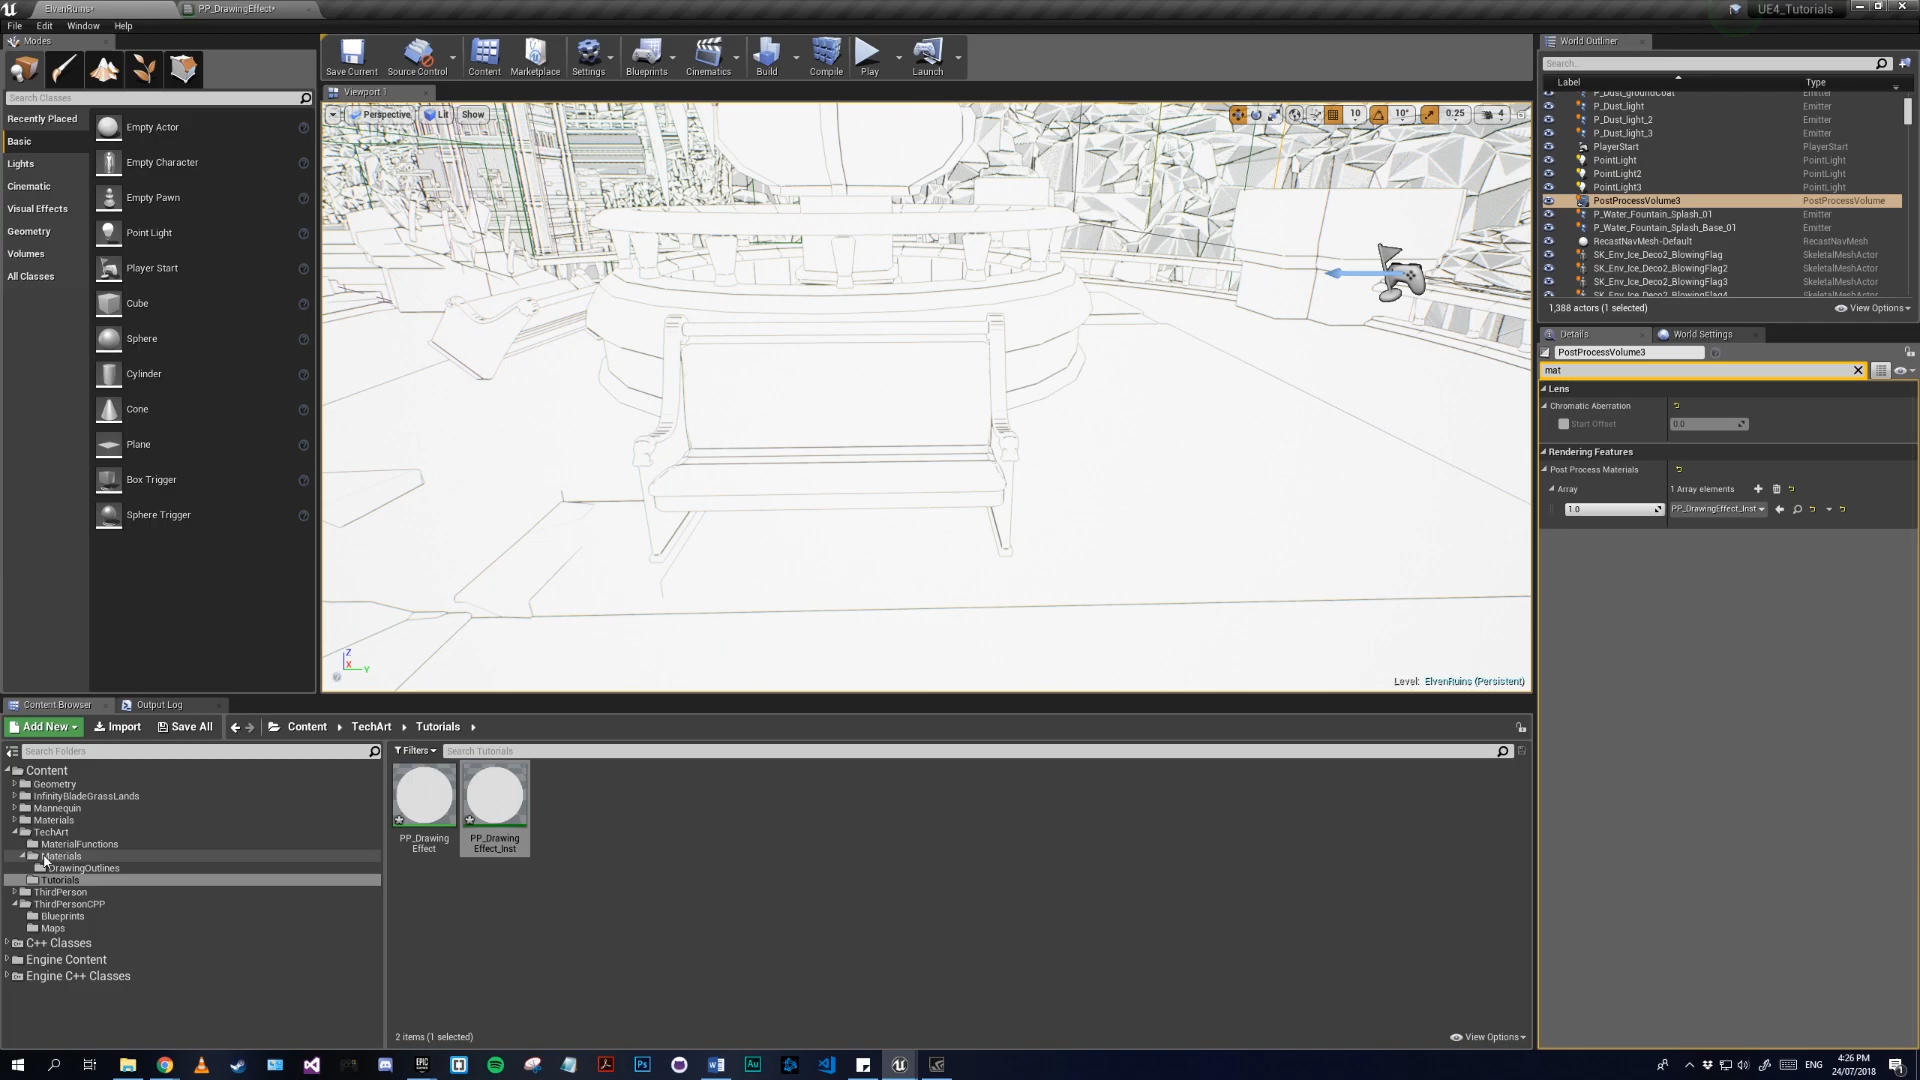 ElvenRuins*
PP_DrawingEffect*
UE4_Tutorials
File Edit Window Help
Modes
Search Classes
Recently Placed
Basic
Lights
Cinematic
Visual Effects
Geometry
Volumes
All Classes
Empty Actor
Empty Character
Empty Pawn
Point Light
Player Start
Cube
Sphere
Cylinder
Cone
Plane
Box Trigger
Sphere Trigger
Save Current
Source Control
Content
Marketplace
Settings
Blueprints
Cinematics
Build
Compile
Play
Launch
Viewport 1
Perspective Lit Show
10 10° 0.25 4
Level: ElvenRuins (Persistent)
Z
X
Y
World Outliner
Search...
Label Type
P_Dust_groundCoat Emitter
P_Dust_light Emitter
P_Dust_light_2 Emitter
P_Dust_light_3 Emitter
PlayerStart PlayerStart
PointLight PointLight
PointLight2 PointLight
PointLight3 PointLight
PostProcessVolume3 PostProcessVolume
P_Water_Fountain_Splash_01 Emitter
P_Water_Fountain_Splash_Base_01 Emitter
RecastNavMesh-Default RecastNavMesh
SK_Env_Ice_Deco2_BlowingFlag SkeletalMeshActor
SK_Env_Ice_Deco2_BlowingFlag2 SkeletalMeshActor
SK_Env_Ice_Deco2_BlowingFlag3 SkeletalMeshActor
SK_Env_Ice_Deco2_BlowingFlag4 SkeletalMeshActor
1,388 actors (1 selected) View Options
Details World Settings
PostProcessVolume3
mat
Lens
Chromatic Aberration
Start Offset 0.0
Rendering Features
Post Process Materials
Array 1 Array elements
1.0 PP_DrawingEffect_Inst
Content Browser Output Log
Add New Import Save All Content TechArt Tutorials
Search Folders
Filters Search Tutorials
Content
Geometry
InfinityBladeGrassLands
Mannequin
Materials
TechArt
MaterialFunctions
Materials
DrawingOutlines
Tutorials
ThirdPerson
ThirdPersonCPP
Blueprints
Maps
C++ Classes
Engine Content
Engine C++ Classes
PP_Drawing
Effect
PP_Drawing
Effect_Inst
2 items (1 selected) View Options
ENG
4:26 PM
24/07/2018